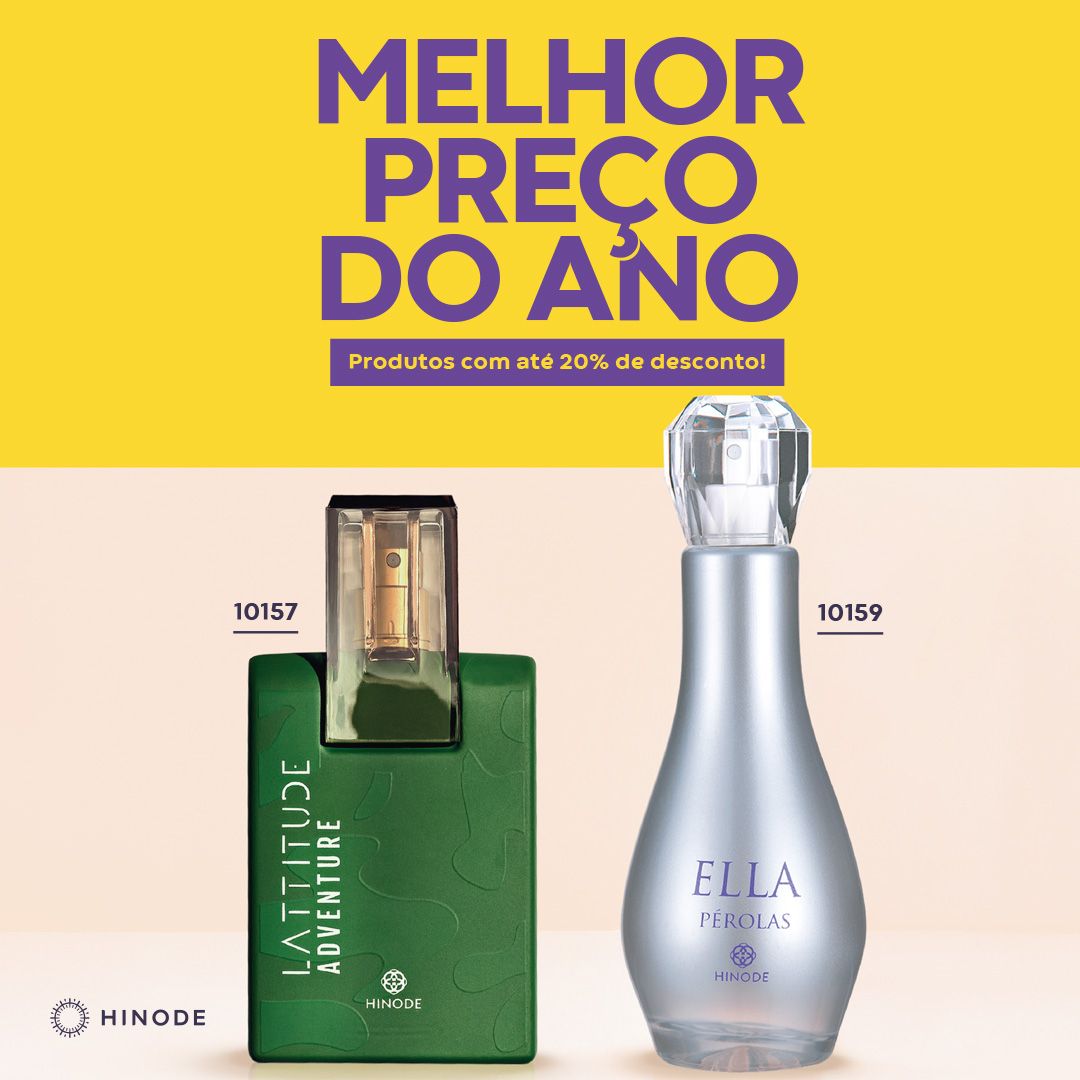 MELHOR
PREÇO
DO ANO
Produtos com até 20% de desconto!
10157
10159
LATTITUDE
ADVENTURE
HINODE
ELLA
PÉROLAS
HINODE
HINODE